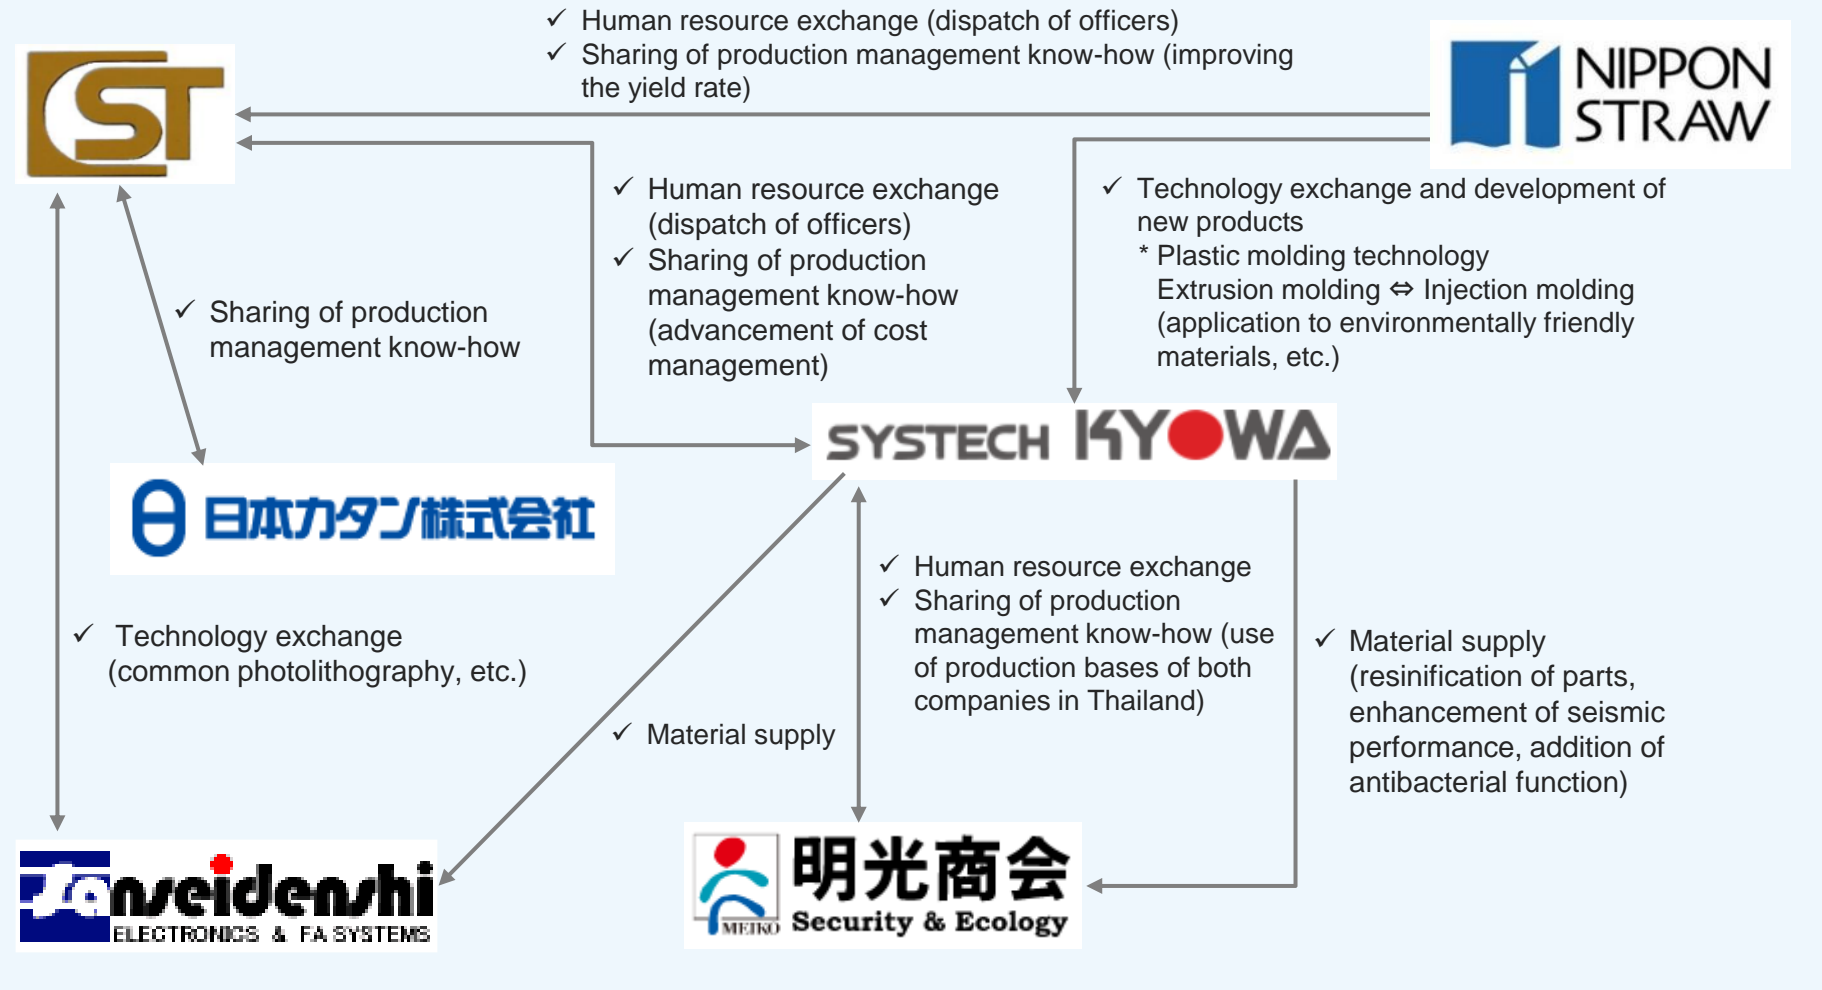 ✓ Human resource exchange (dispatch of officers)
✓ Sharing of production management know-how (improving
the yield rate)
CST
NIPPON
STRAW
✓ Human resource exchange
(dispatch of officers)
✓ Sharing of production
management know-how
(advancement of cost
management)
✓ Technology exchange and development of
new products
* Plastic molding technology
Extrusion molding ⇔ Injection molding
(application to environmentally friendly
materials, etc.)
✓ Sharing of production
management know-how
SYSTECH KYOWA
日本カタン株式会社
✓ Human resource exchange
✓ Sharing of production
management know-how (use
of production bases of both
companies in Thailand)
✓ Technology exchange
(common photolithography, etc.)
✓ Material supply
(resinification of parts,
enhancement of seismic
performance, addition of
antibacterial function)
✓ Material supply
Sanseidenshi
ELECTRONICS & FA SYSTEMS
明光商会
MEIKO
Security & Ecology